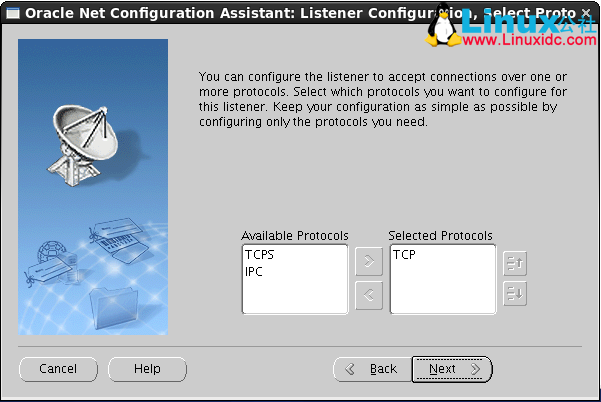 Oracle Net Configuration Assistant: Listener Configuration, Select Proto
Linux公社
www.Linuxidc.com
You can configure the listener to accept connections over one or
more protocols. Select which protocols you want to configure for
this listener. Keep your configuration as simple as possible by
configuring only the protocols you need.
Available Protocols
Selected Protocols
TCPS
IPC
TCP
Cancel
Help
Back
Next